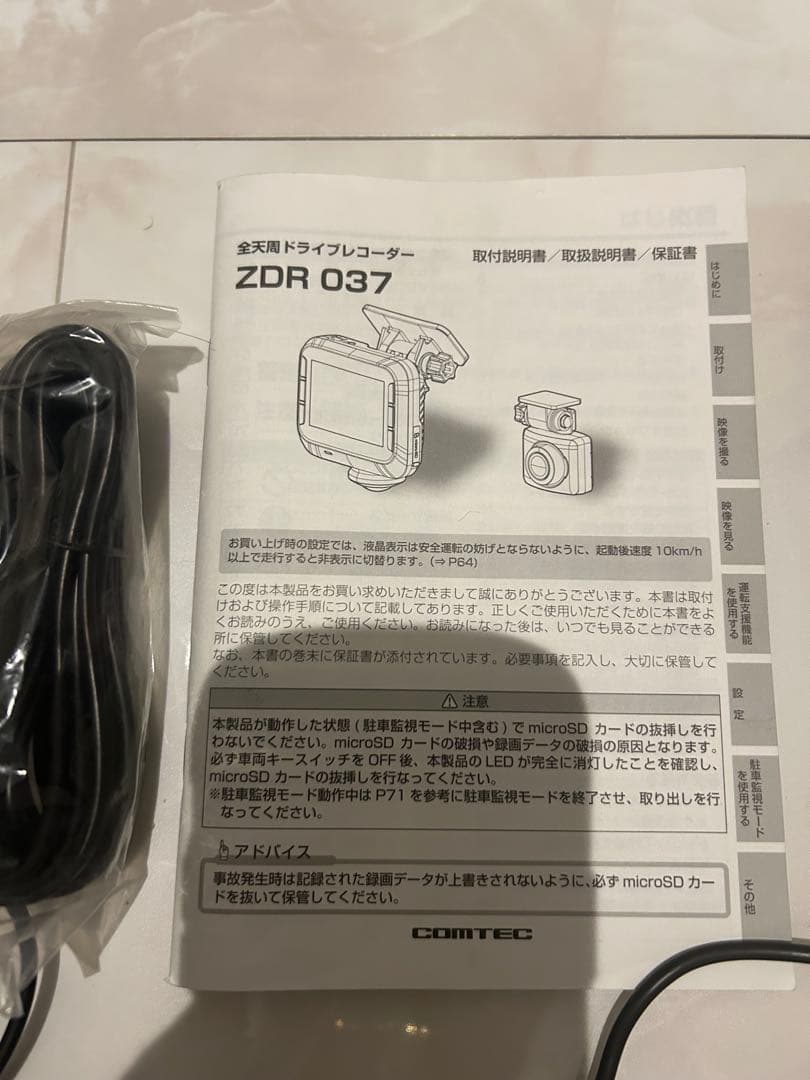 全天周ドライブレコーダー
取付説明書／取扱説明書／保証書
ZDR 037
はじめに
取付け
映像を撮る
映像を見る
運転支援機能
を使用する
設 定
駐車監視モード
を使用する
その他
お買い上げ時の設定では、液晶表示は安全運転の妨げとならないように、起動後速度 10km/h
以上で走行すると非表示に切替ります。(⇒ P64)
この度は本製品をお買い求めいただきまして誠にありがとうございます。本書は取付
けおよび操作手順について記載してあります。正しくご使用いただくために本書をよ
くお読みのうえ、ご使用ください。お読みになった後は、いつでも見ることができる
所に保管してください。
なお、本書の巻末に保証書が添付されています。必要事項を記入し、大切に保管して
ください。
⚠ 注意
本製品が動作した状態 ( 駐車監視モード中含む ) で microSD カードの抜挿しを行
わないでください。microSD カードの破損や録画データの破損の原因となります。
必ず車両キースイッチを OFF 後、本製品の LED が完全に消灯したことを確認し、
microSD カードの抜挿しを行なってください。
※駐車監視モード動作中は P71 を参考に駐車監視モードを終了させ、取り出しを行
なってください。
アドバイス
事故発生時は記録された録画データが上書きされないように、必ず microSD カー
ドを抜いて保管してください。
COMTEC